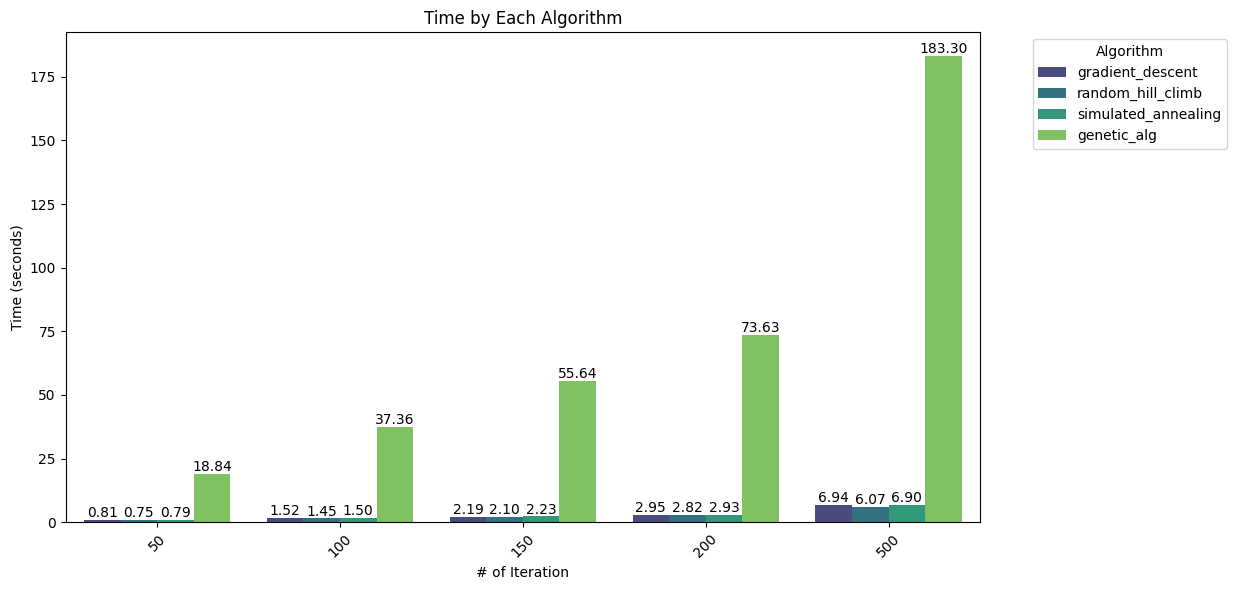 Time by Each Algorithm
Time (seconds)
175
150
125
100
75
50
25
0
0.81 0.75 0.79 18.84
1.52 1.45 1.50 37.36
2.19 2.10 2.23 55.64
2.95 2.82 2.93 73.63
6.94 6.07 6.90 183.30
50 100 150 200 500
# of Iteration
Algorithm
gradient_descent
random_hill_climb
simulated_annealing
genetic_alg